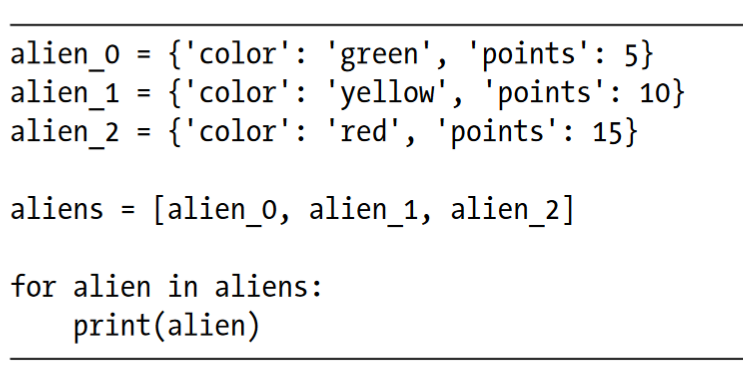 alien_0 = {'color': 'green', 'points': 5}
alien_1 = {'color': 'yellow', 'points': 10}
alien_2 = {'color': 'red', 'points': 15}
aliens = [alien_0, alien_1, alien_2]
for alien in aliens:
    print(alien)